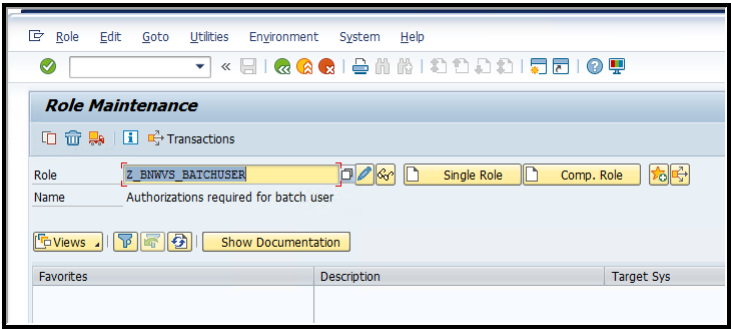 Role Edit Goto Utilities Environment System Help
Role Maintenance
Transactions
Role Z_BNWVS_BATCHUSER Single Role Comp. Role
Name Authorizations required for batch user
Views Show Documentation
Favorites Description Target Sys